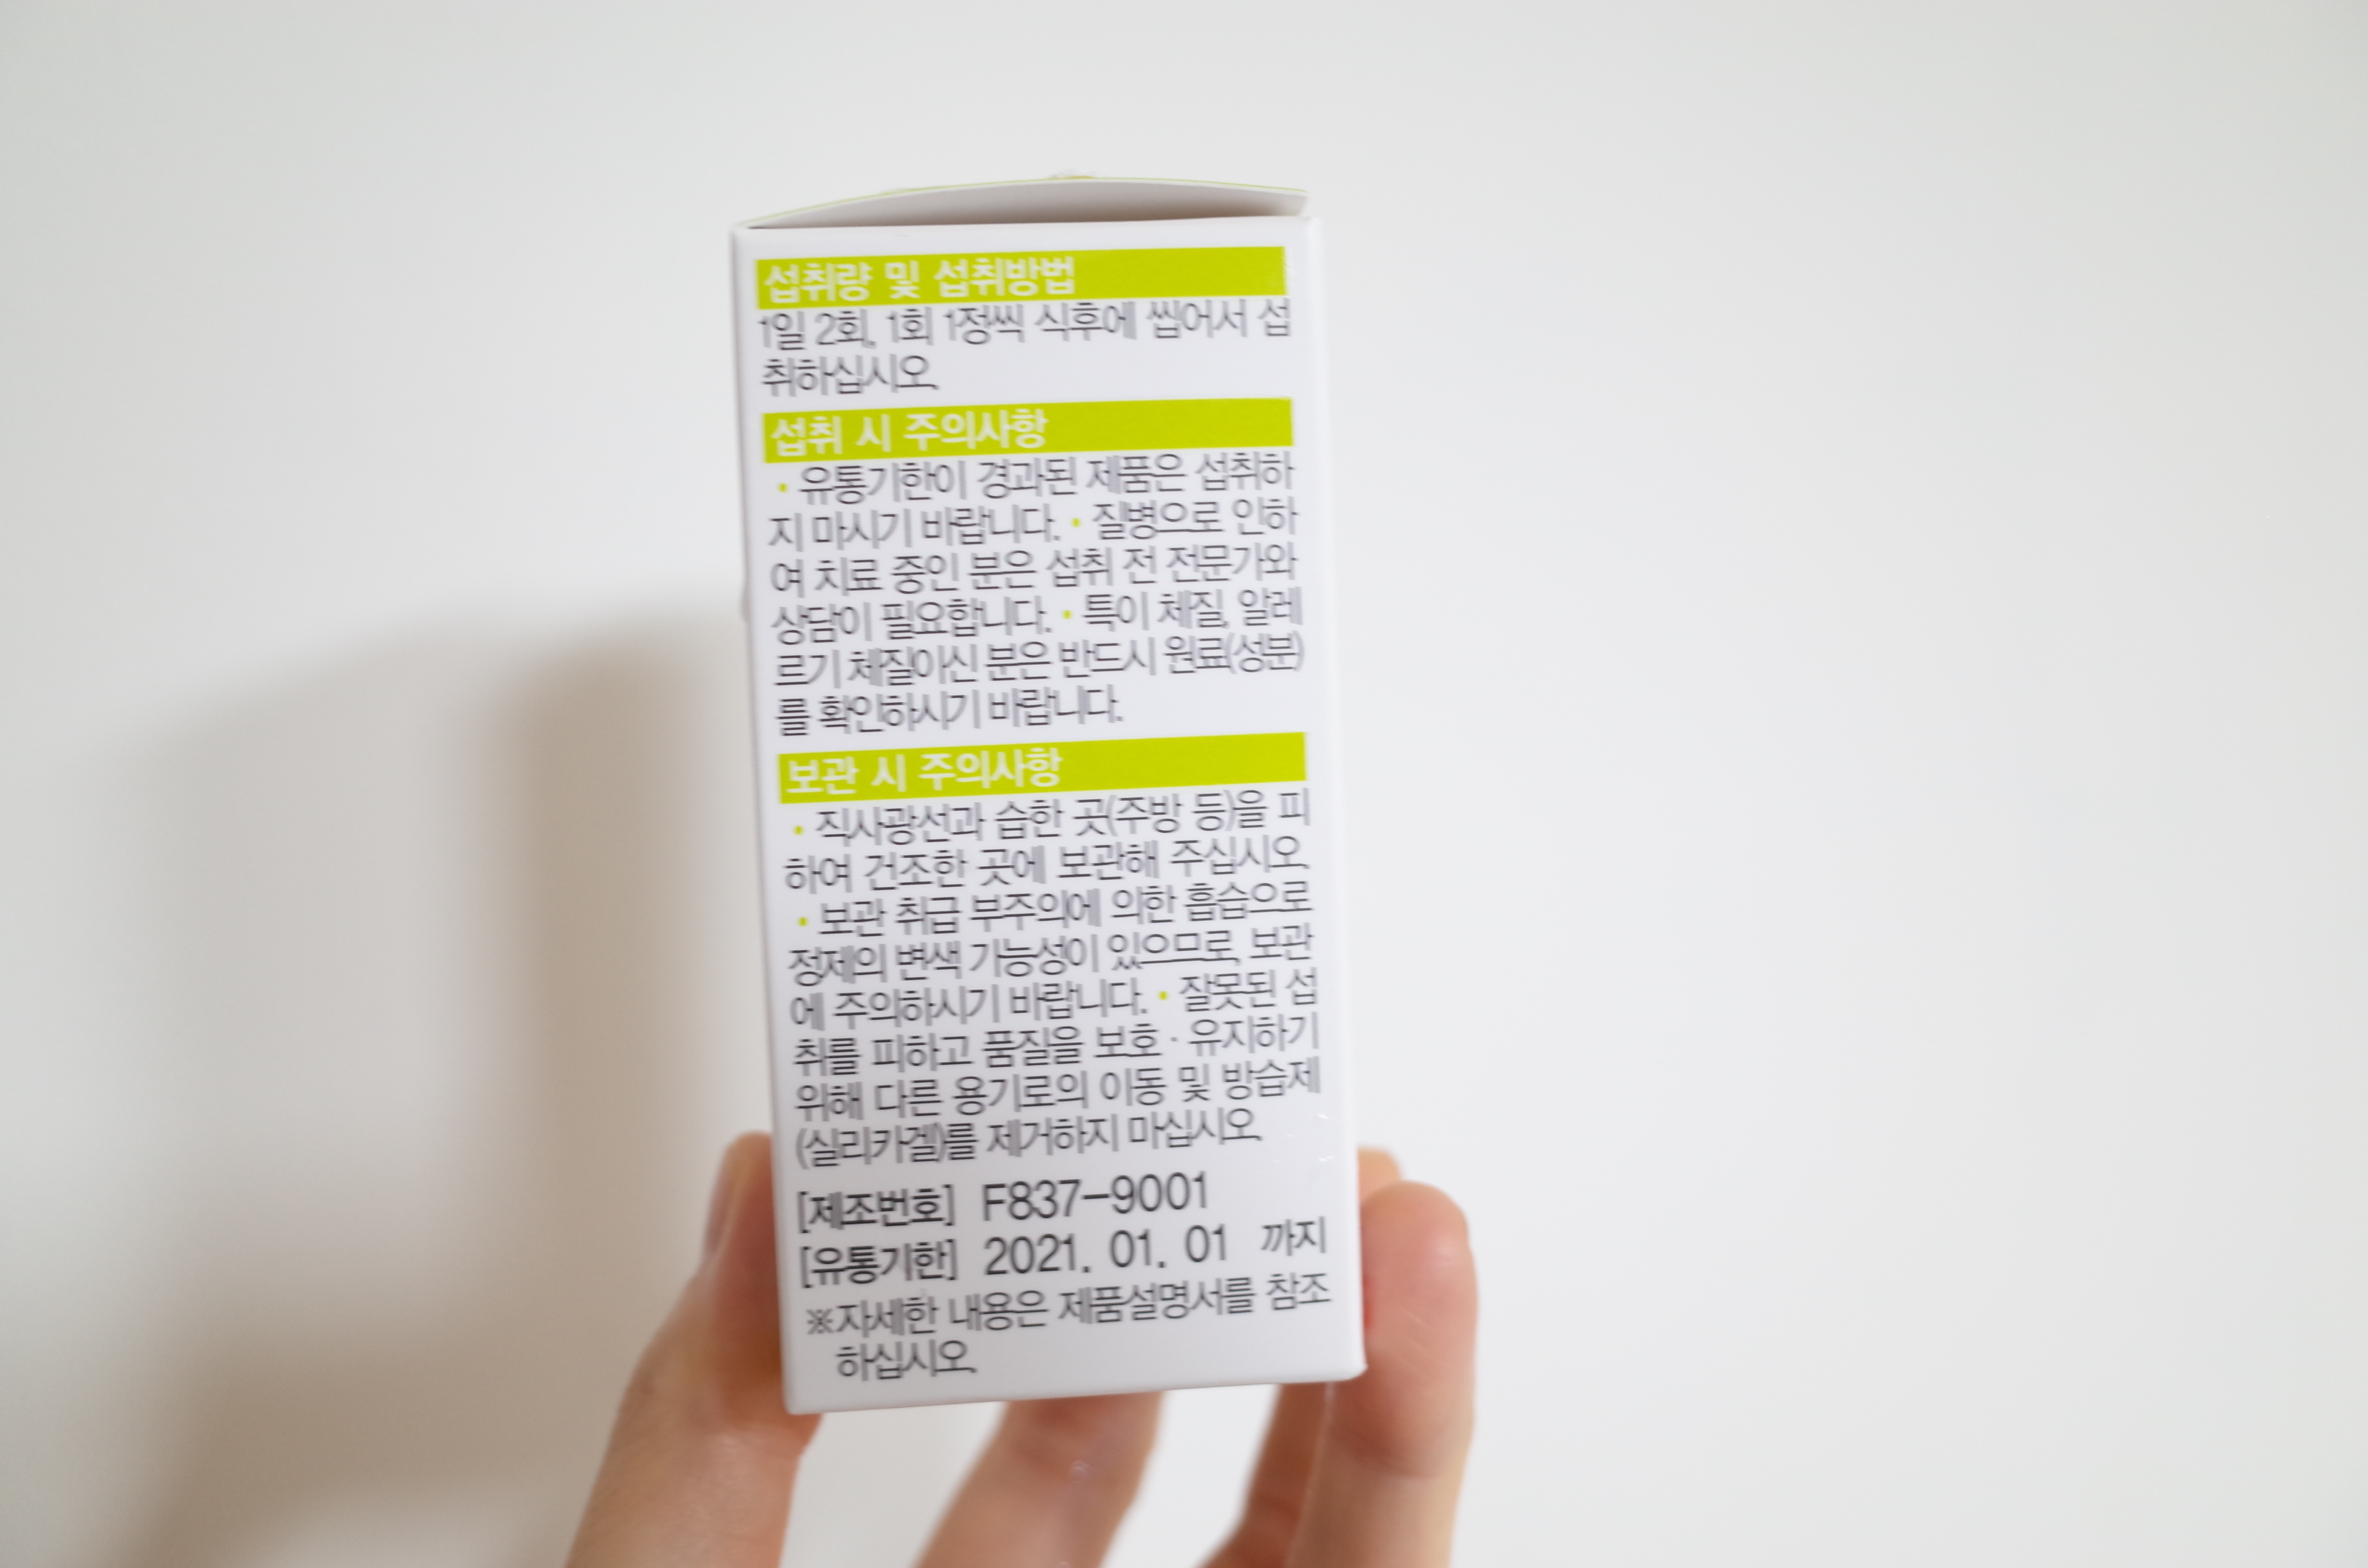 섭취량 및 섭취방법
1일 2회, 1회 1정씩 식후에 씹어서 섭
취하십시오.
섭취 시 주의사항
• 유통기한이 경과된 제품은 섭취하
지 마시기 바랍니다. • 질병으로 인하
여 치료 중인 분은 섭취 전 전문가와
상담이 필요합니다. • 특이 체질, 알레
르기 체질이신 분은 반드시 원료(성분)
를 확인하시기 바랍니다.
보관 시 주의사항
• 직사광선과 습한 곳(주방 등)을 피
하여 건조한 곳에 보관해 주십시오.
• 보관 취급 부주의에 의한 흡습으로
정제의 변색 가능성이 있으므로, 보관
에 주의하시기 바랍니다. • 잘못된 섭
취를 피하고 품질을 보호 · 유지하기
위해 다른 용기로의 이동 및 방습제
(실리카겔)를 제거하지 마십시오.
[제조번호] F837-9001
[유통기한] 2021. 01. 01 까지
※자세한 내용은 제품설명서를 참조
하십시오.